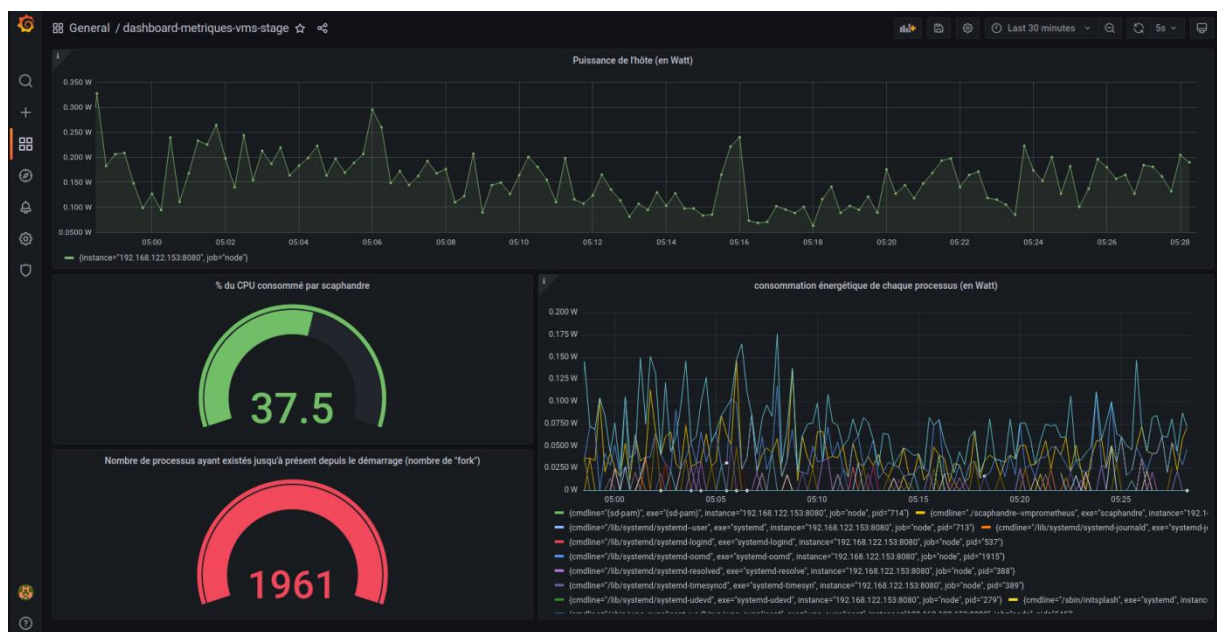 General / dashboard-metriques-vms-stage
Last 30 minutes
5s
Puissance de l'hôte (en Watt)
0.350 W
0.300 W
0.250 W
0.200 W
0.150 W
0.100 W
0.0500 W
05:00 05:02 05:04 05:06 05:08 05:10 05:12 05:14 05:16 05:18 05:20 05:22 05:24 05:26 05:28
{instance="192.168.122.153:8080", job="node"}
% du CPU consommé par scaphandre
37.5
Nombre de processus ayant existés jusqu'à présent depuis le démarrage (nombre de "fork")
1961
consommation énergétique de chaque processus (en Watt)
0.200 W
0.175 W
0.150 W
0.125 W
0.100 W
0.0750 W
0.0500 W
0.0250 W
0 W
05:00 05:05 05:10 05:15 05:20 05:25
{cmdline="(sd-pam)", exe="(sd-pam)", instance="192.168.122.153:8080", job="node", pid="714"} {cmdline="./scaphandre--vmprometheus", exe="scaphandre", instance="192.1
{cmdline="/lib/systemd/systemd--user", exe="systemd", instance="192.168.122.153:8080", job="node", pid="713"} {cmdline="/lib/systemd/systemd-journald", exe="systemd-j
{cmdline="/lib/systemd/systemd-logind", exe="systemd-logind", instance="192.168.122.153:8080", job="node", pid="537"}
{cmdline="/lib/systemd/systemd-oomd", exe="systemd-oomd", instance="192.168.122.153:8080", job="node", pid="1915"}
{cmdline="/lib/systemd/systemd-resolved", exe="systemd-resolve", instance="192.168.122.153:8080", job="node", pid="388"}
{cmdline="/lib/systemd/systemd-timesyncd", exe="systemd-timesyn", instance="192.168.122.153:8080", job="node", pid="389"}
{cmdline="/lib/systemd/systemd-udevd", exe="systemd-udevd", instance="192.168.122.153:8080", job="node", pid="279"} {cmdline="/sbin/initsplash", exe="systemd", instanc